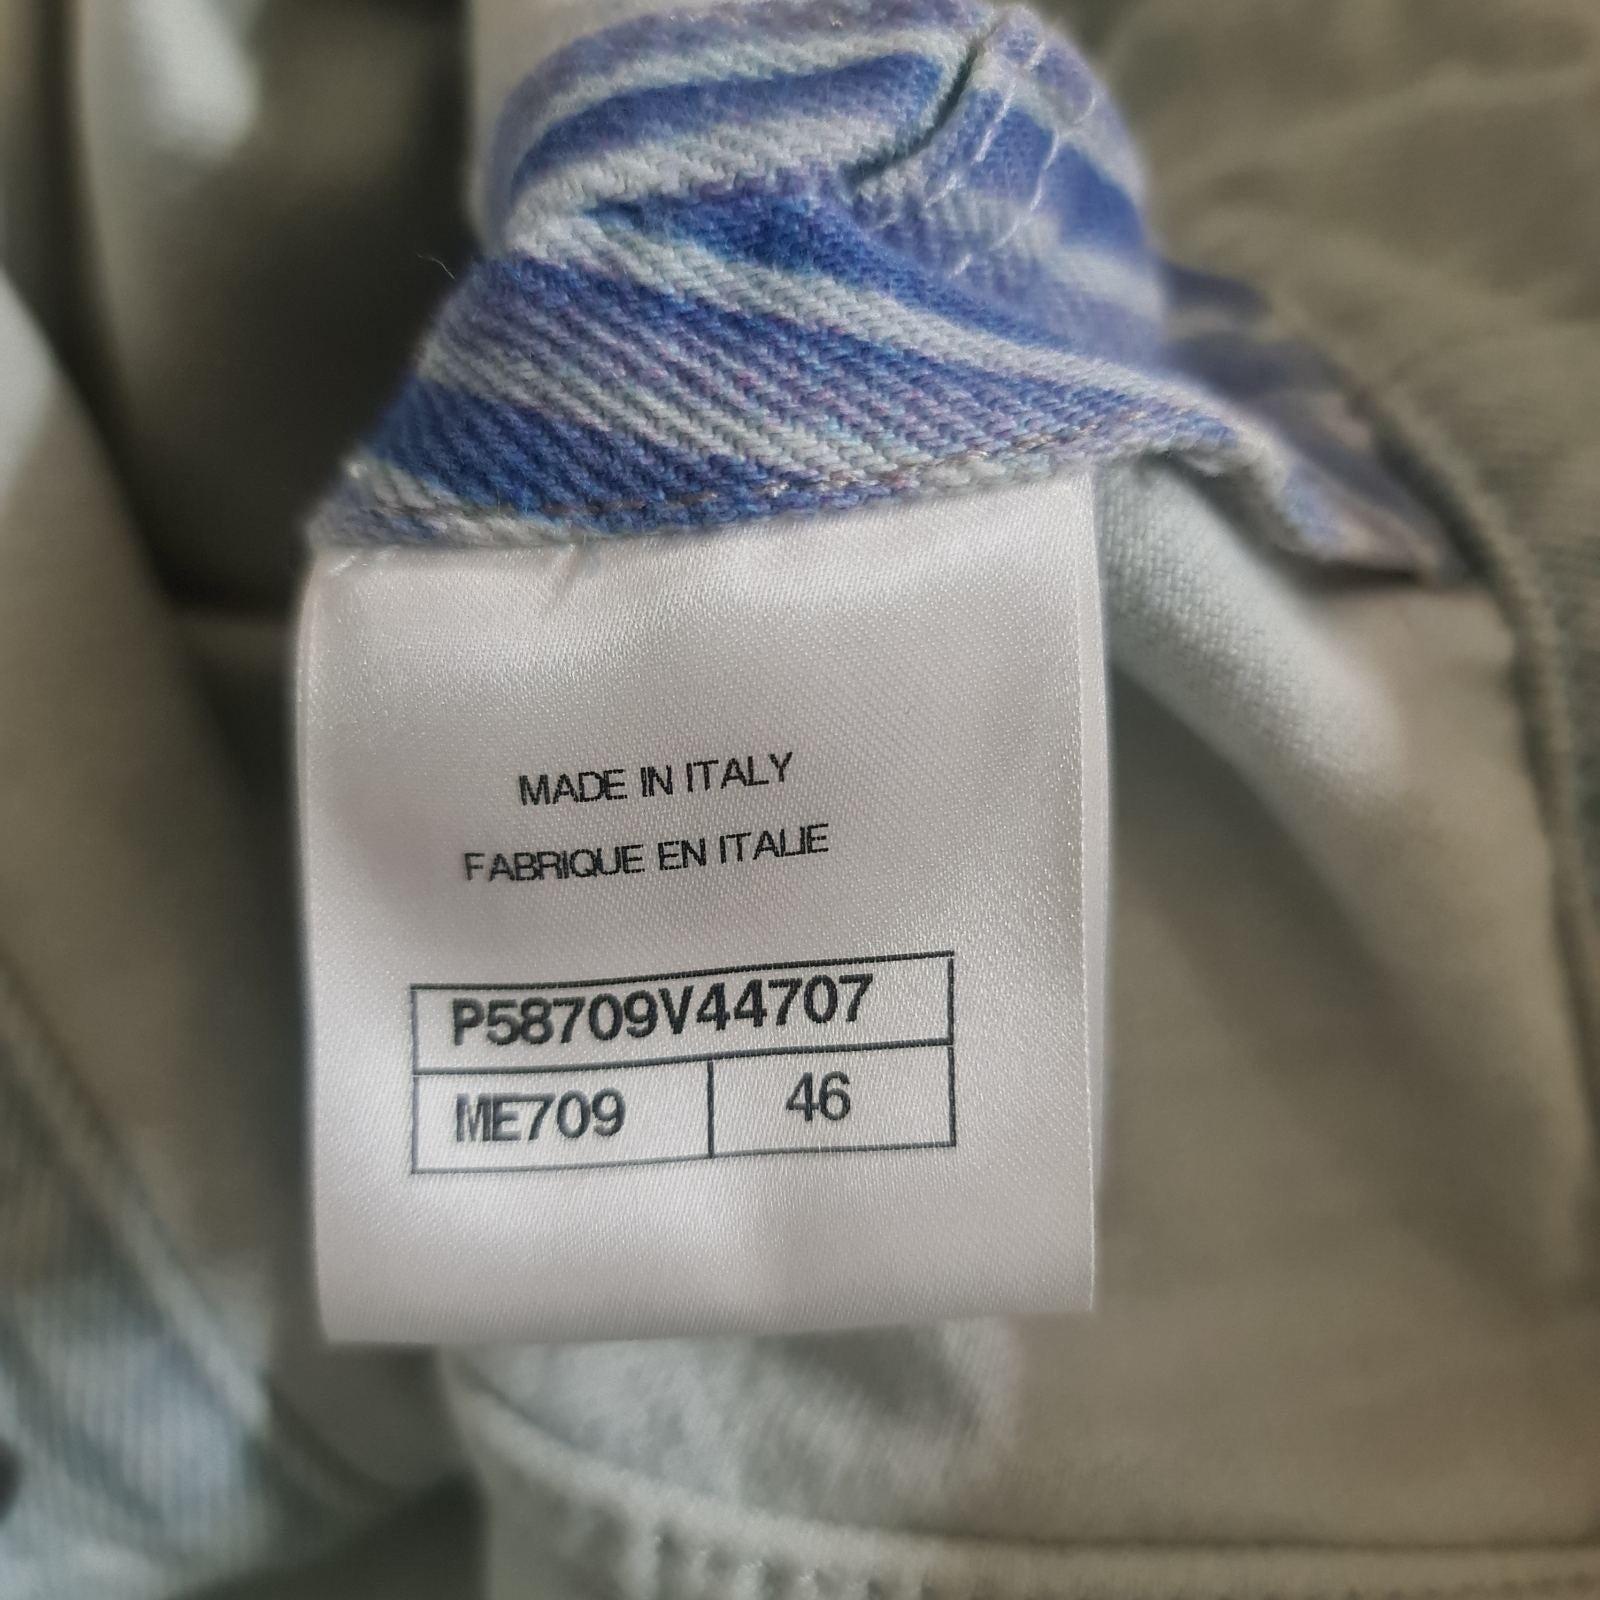 MADE IN ITALY
FABRIQUE EN ITALIE
P58709V44707
ME709 46